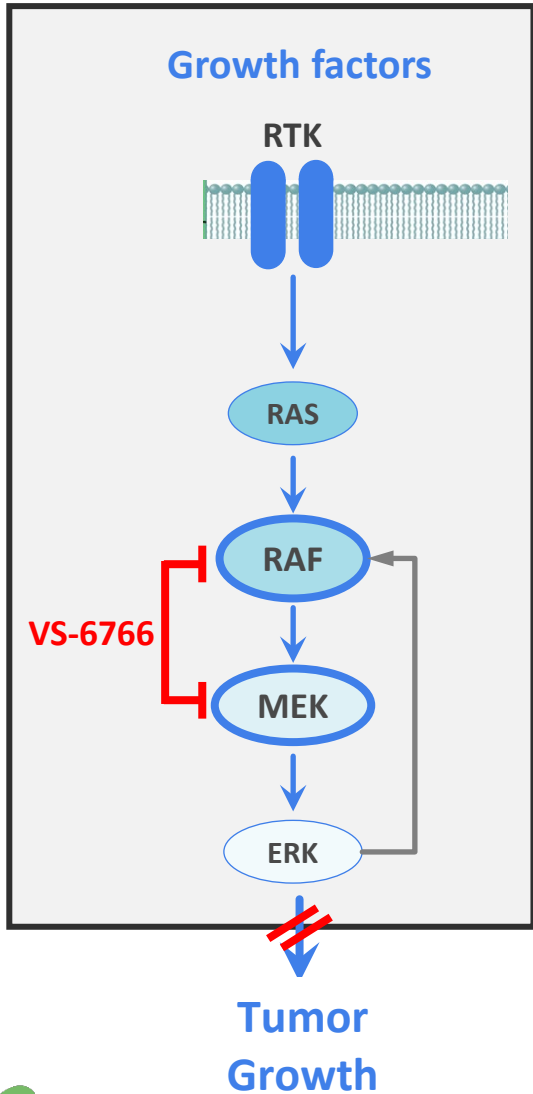 Growth factors
RTK
RAS
RAF
VS-6766
MEK
ERK
Tumor
Growth